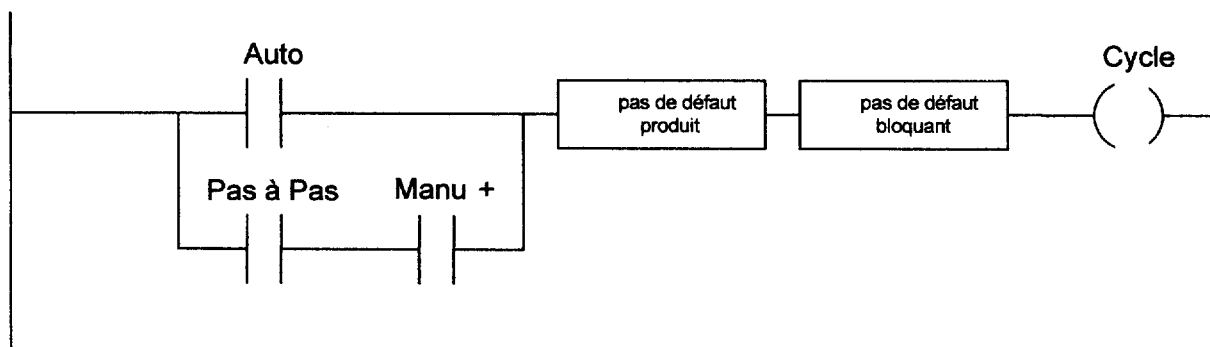 Auto
Cycle
pas de défaut
produit
pas de défaut
bloquant
Pas à Pas
Manu +